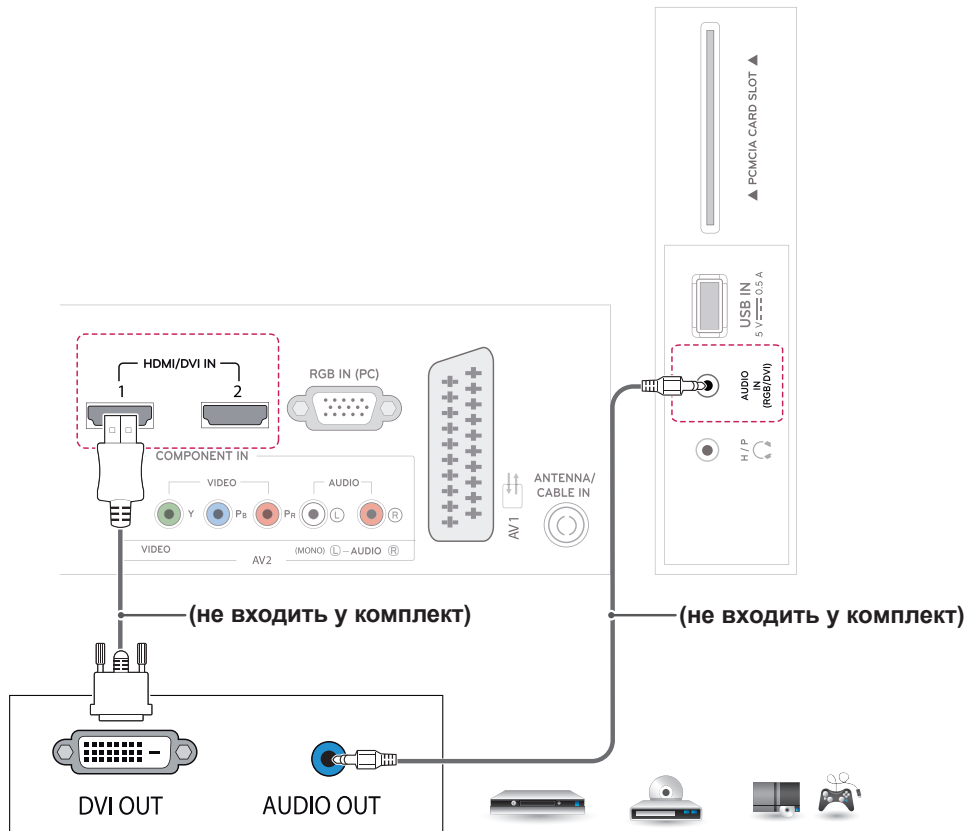 ▲ PCMCIA CARD SLOT ▲
USB IN
5 V 0.5 A
HDMI/DVI IN
1
2
RGB IN (PC)
AUDIO
IN
(RGB/DVI)
H / P
COMPONENT IN
VIDEO
AUDIO
Y
PB
PR
L
R
AV1
ANTENNA/
CABLE IN
VIDEO
(MONO) L – AUDIO R
AV2
(не входить у комплект)
(не входить у комплект)
DVI OUT
AUDIO OUT